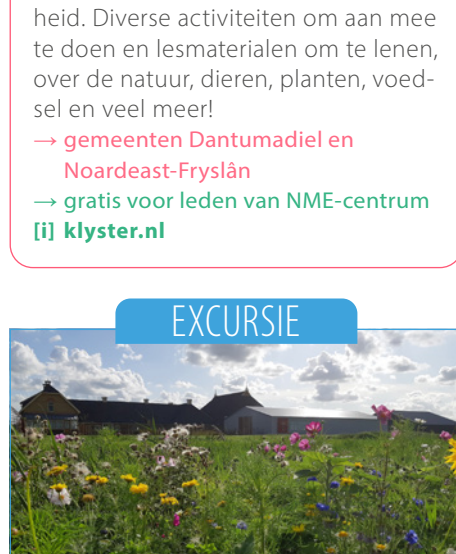 heid. Diverse activiteiten om aan mee
te doen en lesmaterialen om te lenen,
over de natuur, dieren, planten, voed-
sel en veel meer!
→ gemeenten Dantumadiel en
Noardeast-Fryslân
→ gratis voor leden van NME-centrum
[i] klyster.nl
EXCURSIE